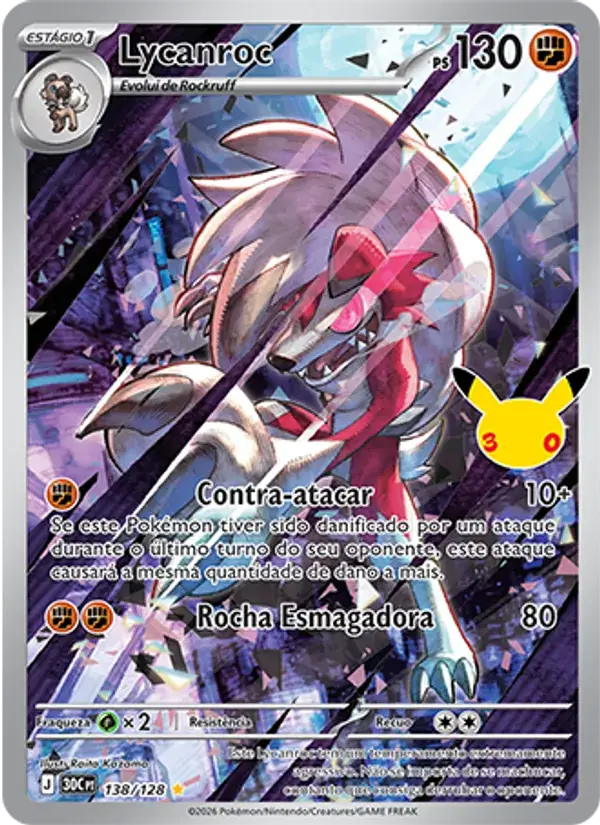 ESTÁGIO 1
Lycanroc
PS 130
Evolui de Rockruff
30
Contra-atacar 10+
Se este Pokémon tiver sido danificado por um ataque
durante o último turno do seu oponente, este ataque
causará a mesma quantidade de dano a mais.
Rocha Esmagadora 80
Fraqueza ×2 Resistência Recuo
Ilust. Raita Kazama
Este Lycanroc tem um temperamento extremamente
agressivo. Não se importa de se machucar,
contanto que consiga derrubar o oponente.
J 30C PT 138/128
©2026 Pokémon/Nintendo/Creatures/GAME FREAK